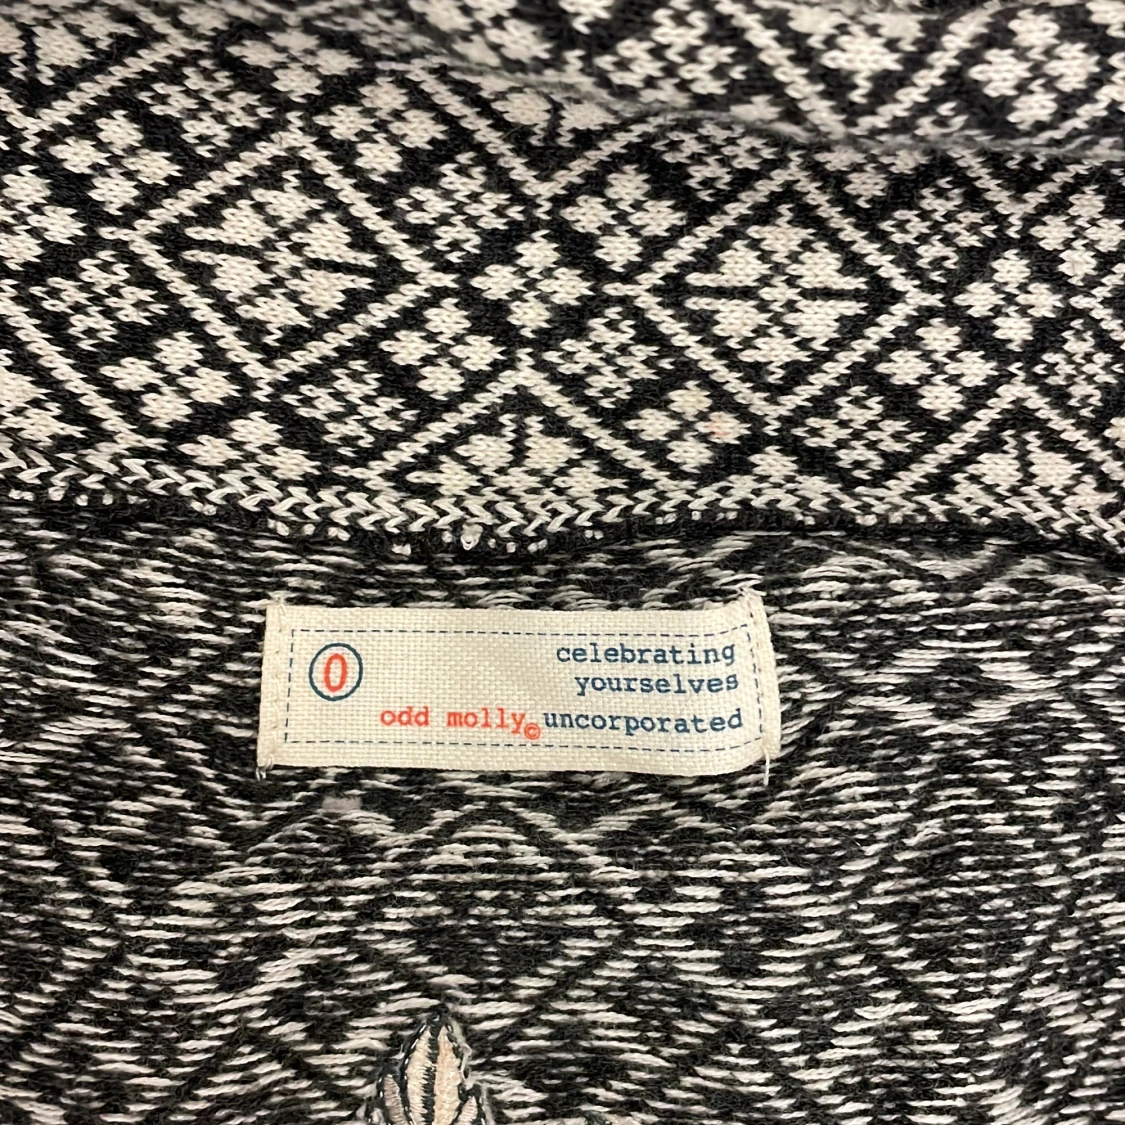 0
celebrating
yourselves
odd molly© uncorporated